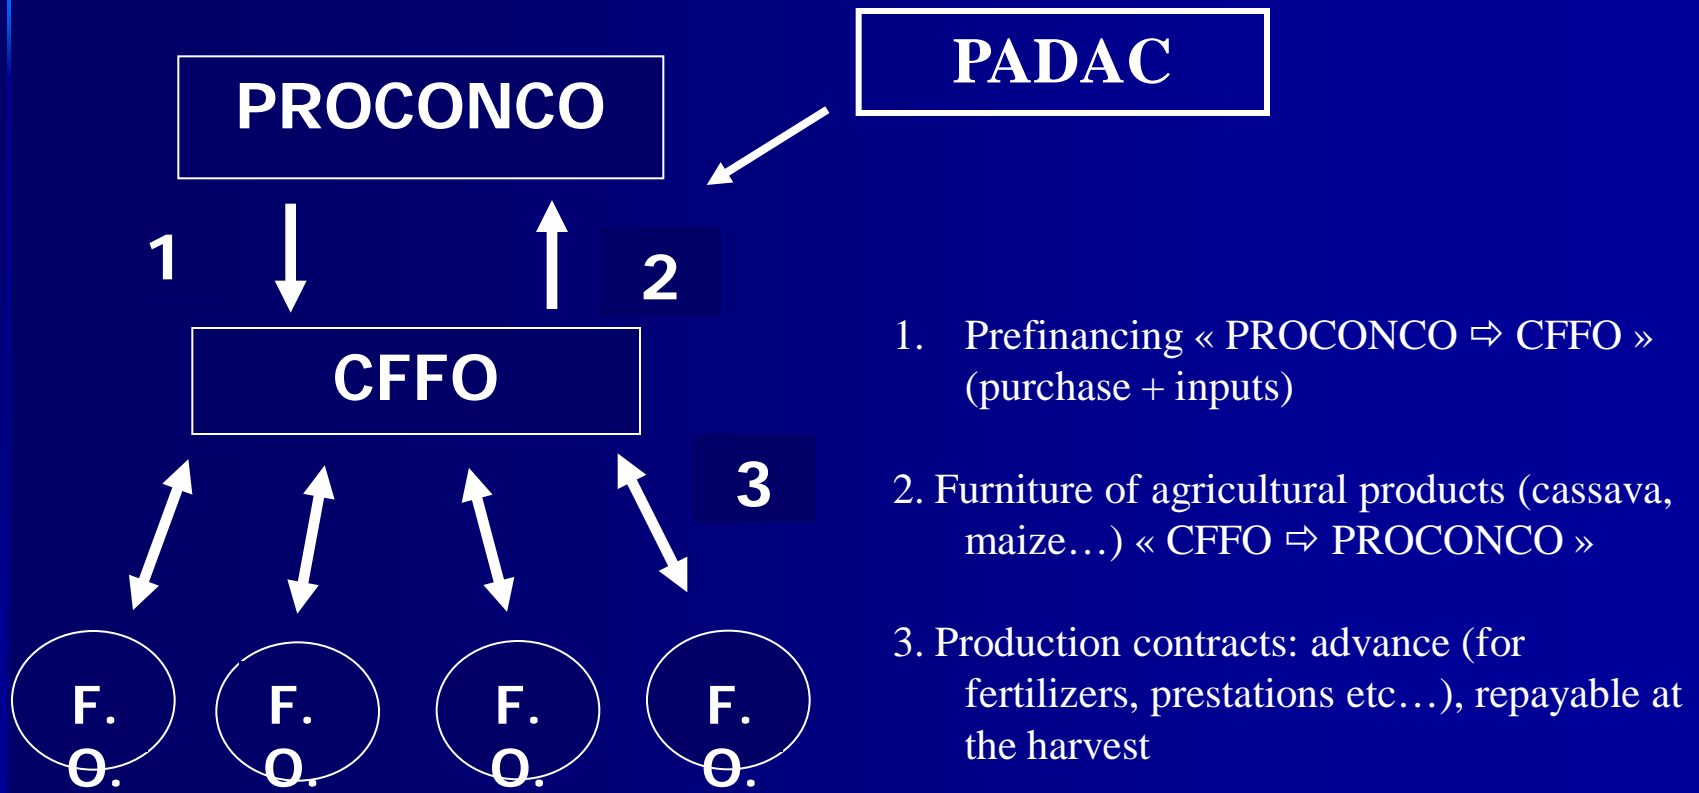 PADAC
PROCONCO
1
2
CFFO
3
F. F. F. F.
O. O. O. O.
1. Prefinancing « PROCONCO ⇨ CFFO »
(purchase + inputs)
2. Furniture of agricultural products (cassava,
maize…) « CFFO ⇨ PROCONCO »
3. Production contracts: advance (for
fertilizers, prestations etc…), repayable at
the harvest